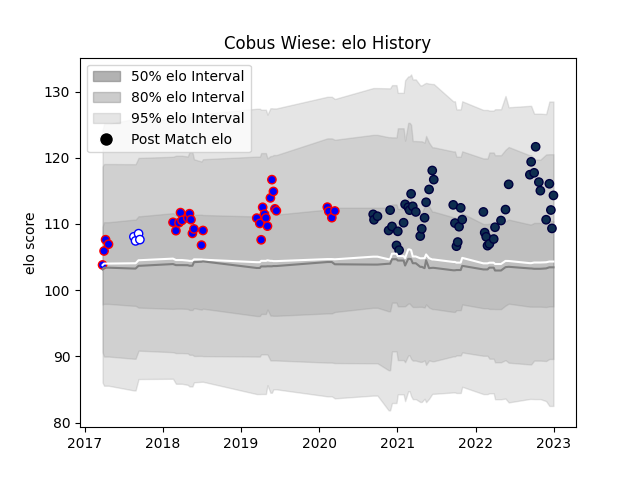 Cobus Wiese: elo History
50% elo Interval
80% elo Interval
95% elo Interval
Post Match elo
elo score
130
120
110
100
90
80
2017
2018
2019
2020
2021
2022
2023